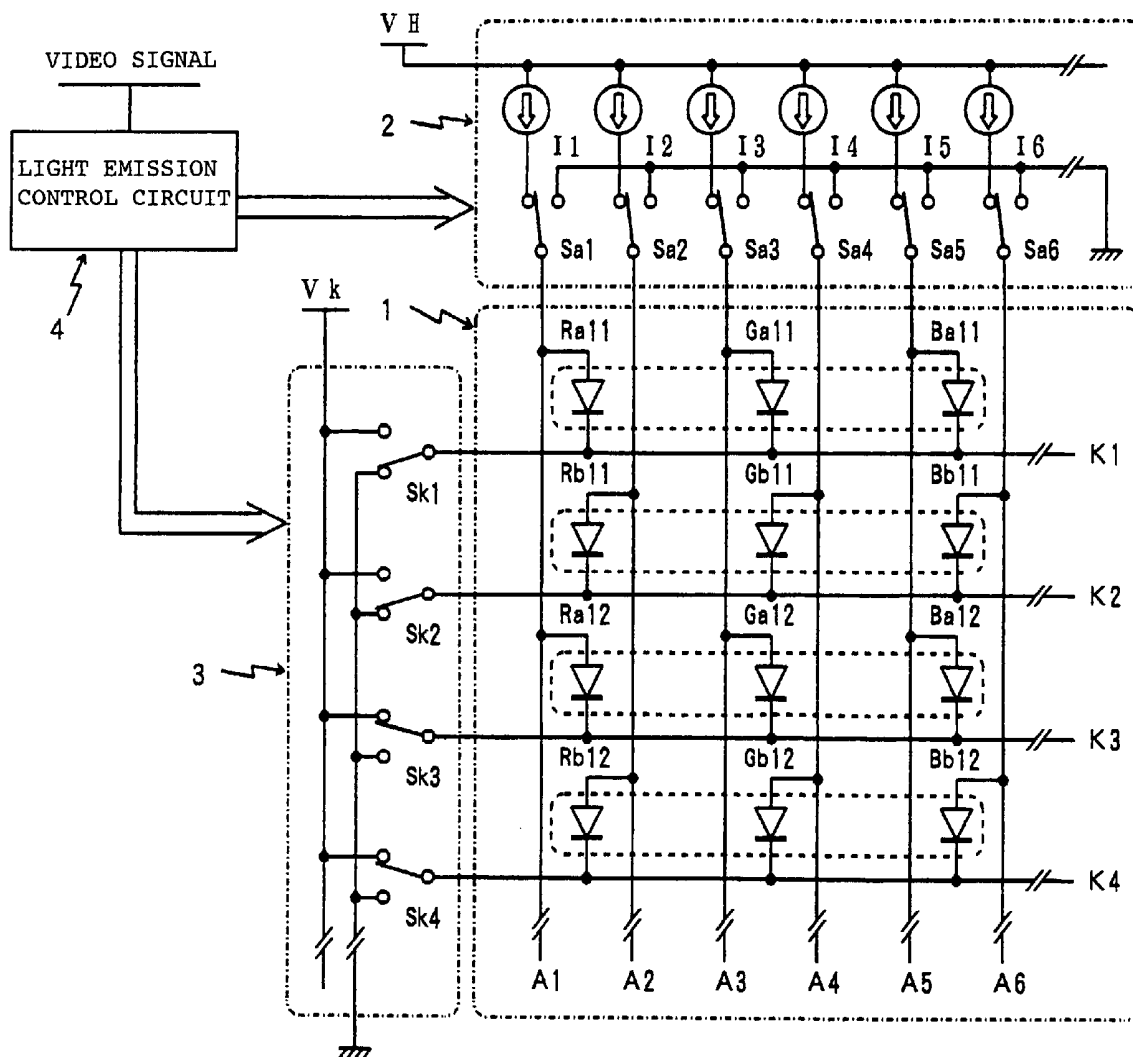 V H
VIDEO SIGNAL
2
LIGHT EMISSION
CONTROL CIRCUIT
I1 I2 I3 I4 I5 I6
Sa1 Sa2 Sa3 Sa4 Sa5 Sa6
4
V k
1
Ra11 Ga11 Ba11
K1
Sk1
Rb11 Gb11 Bb11
K2
Sk2
Ra12 Ga12 Ba12
3
K3
Sk3
Rb12 Gb12 Bb12
K4
Sk4
A1 A2 A3 A4 A5 A6